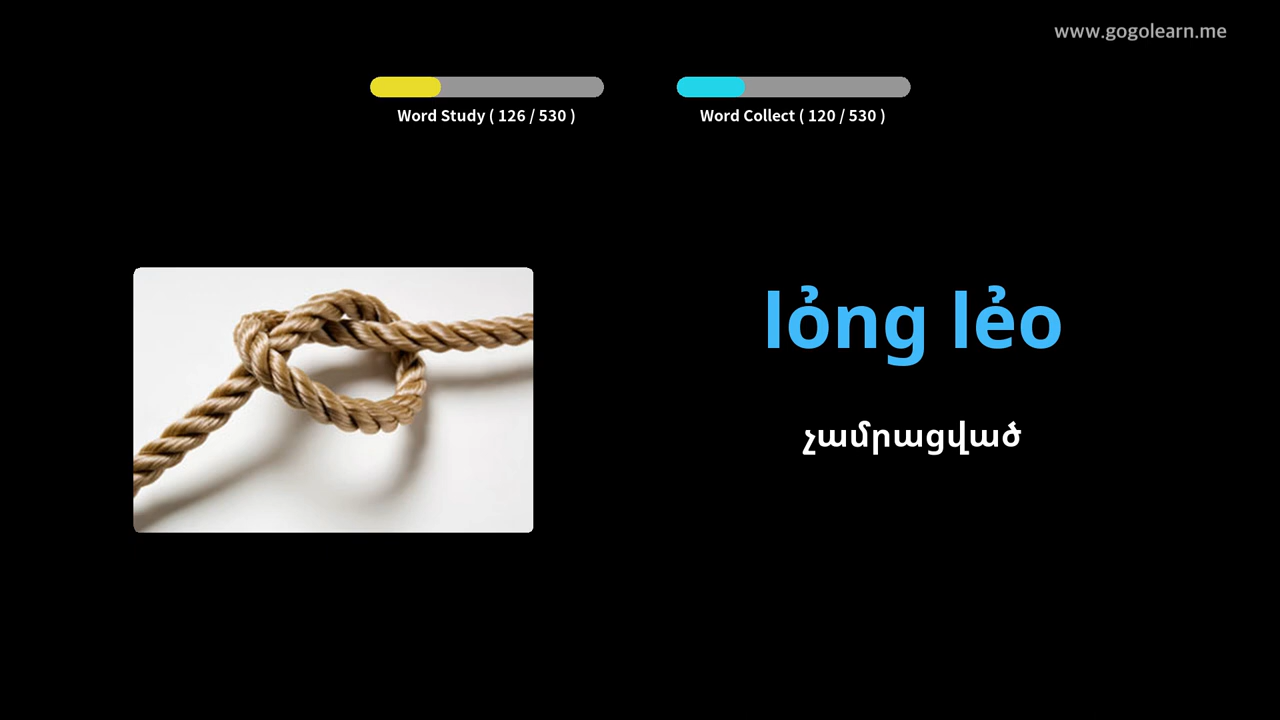 www.gogolearn.me
Word Study ( 126 / 530 )
Word Collect ( 120 / 530 )
lỏng lẻo
չամրացված